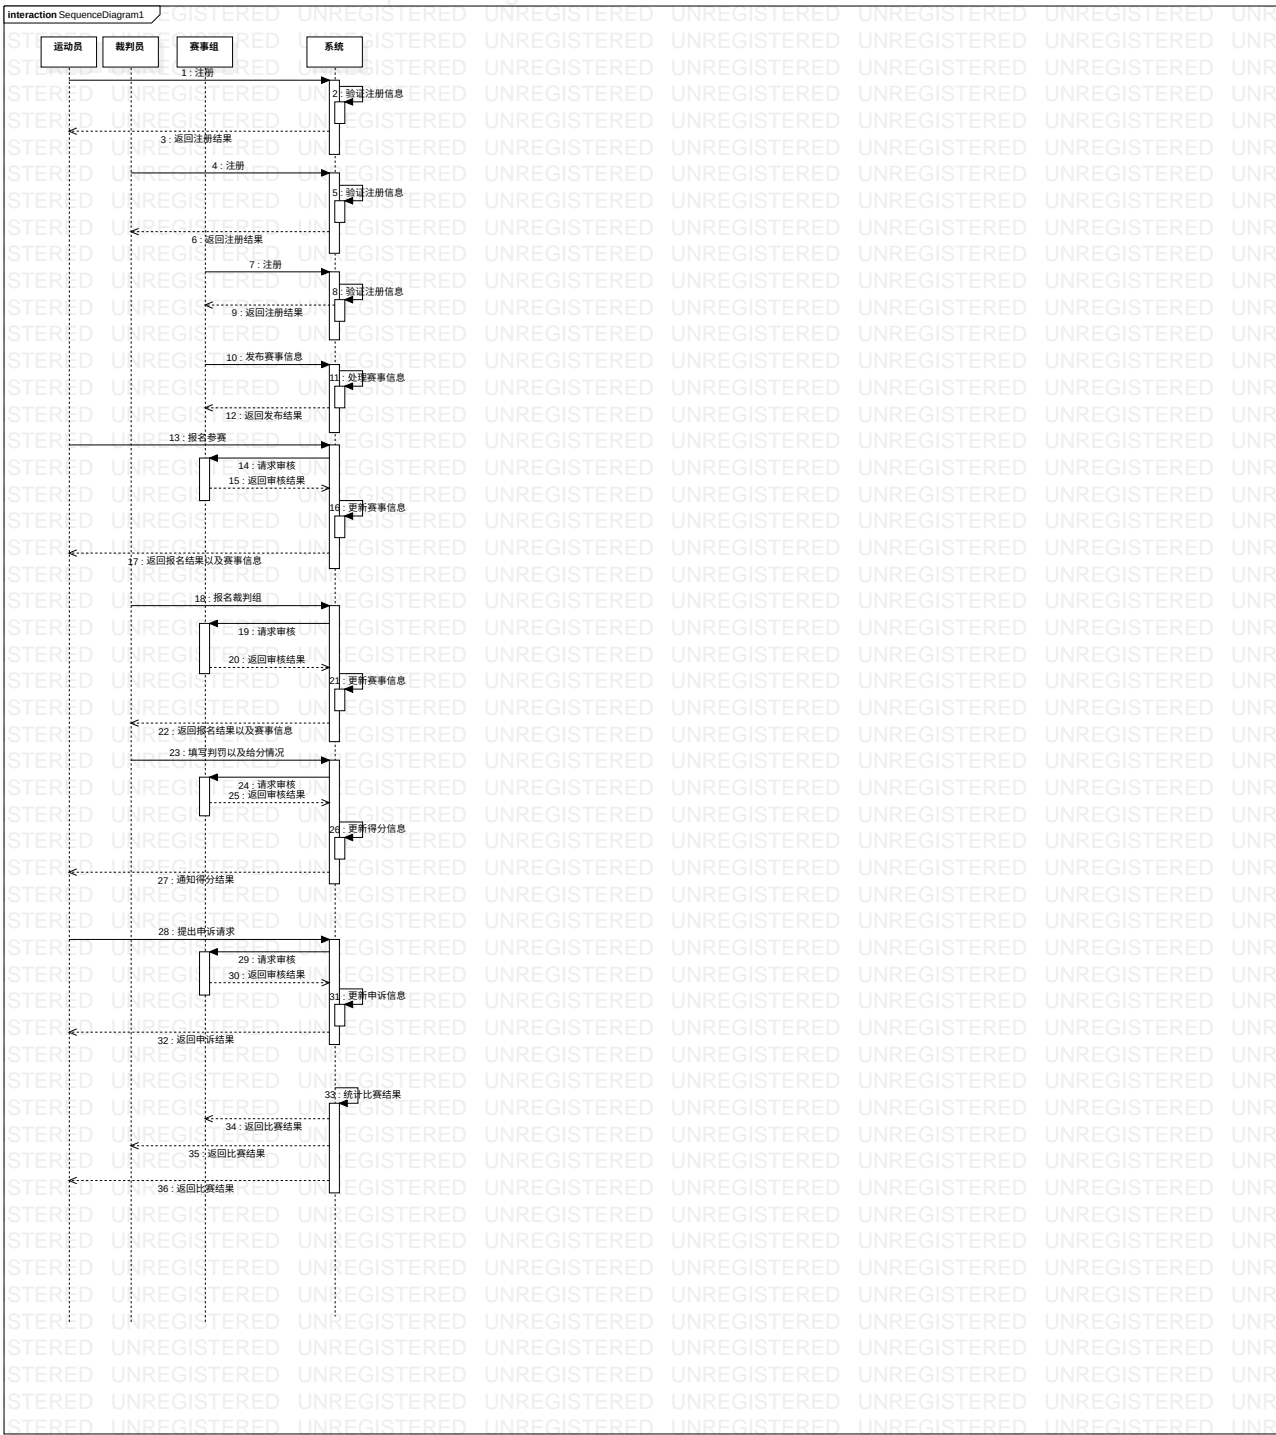 interaction SequenceDiagram1
运动员 裁判员 赛事组 系统
1 : 注册
2 : 验证注册信息
3 : 返回注册结果
4 : 注册
5 : 验证注册信息
6 : 返回注册结果
7 : 注册
8 : 验证注册信息
9 : 返回注册结果
10 : 发布赛事信息
11 : 处理赛事信息
12 : 返回发布结果
13 : 报名参赛
14 : 请求审核
15 : 返回审核结果
16 : 更新赛事信息
17 : 返回报名结果以及赛事信息
18 : 报名裁判组
19 : 请求审核
20 : 返回审核结果
21 : 更新赛事信息
22 : 返回报名结果以及赛事信息
23 : 填写判罚以及给分情况
24 : 请求审核
25 : 返回审核结果
26 : 更新得分信息
27 : 通知得分结果
28 : 提出申诉请求
29 : 请求审核
30 : 返回审核结果
31 : 更新申诉信息
32 : 返回申诉结果
33 : 统计比赛结果
34 : 返回比赛结果
35 : 返回比赛结果
36 : 返回比赛结果